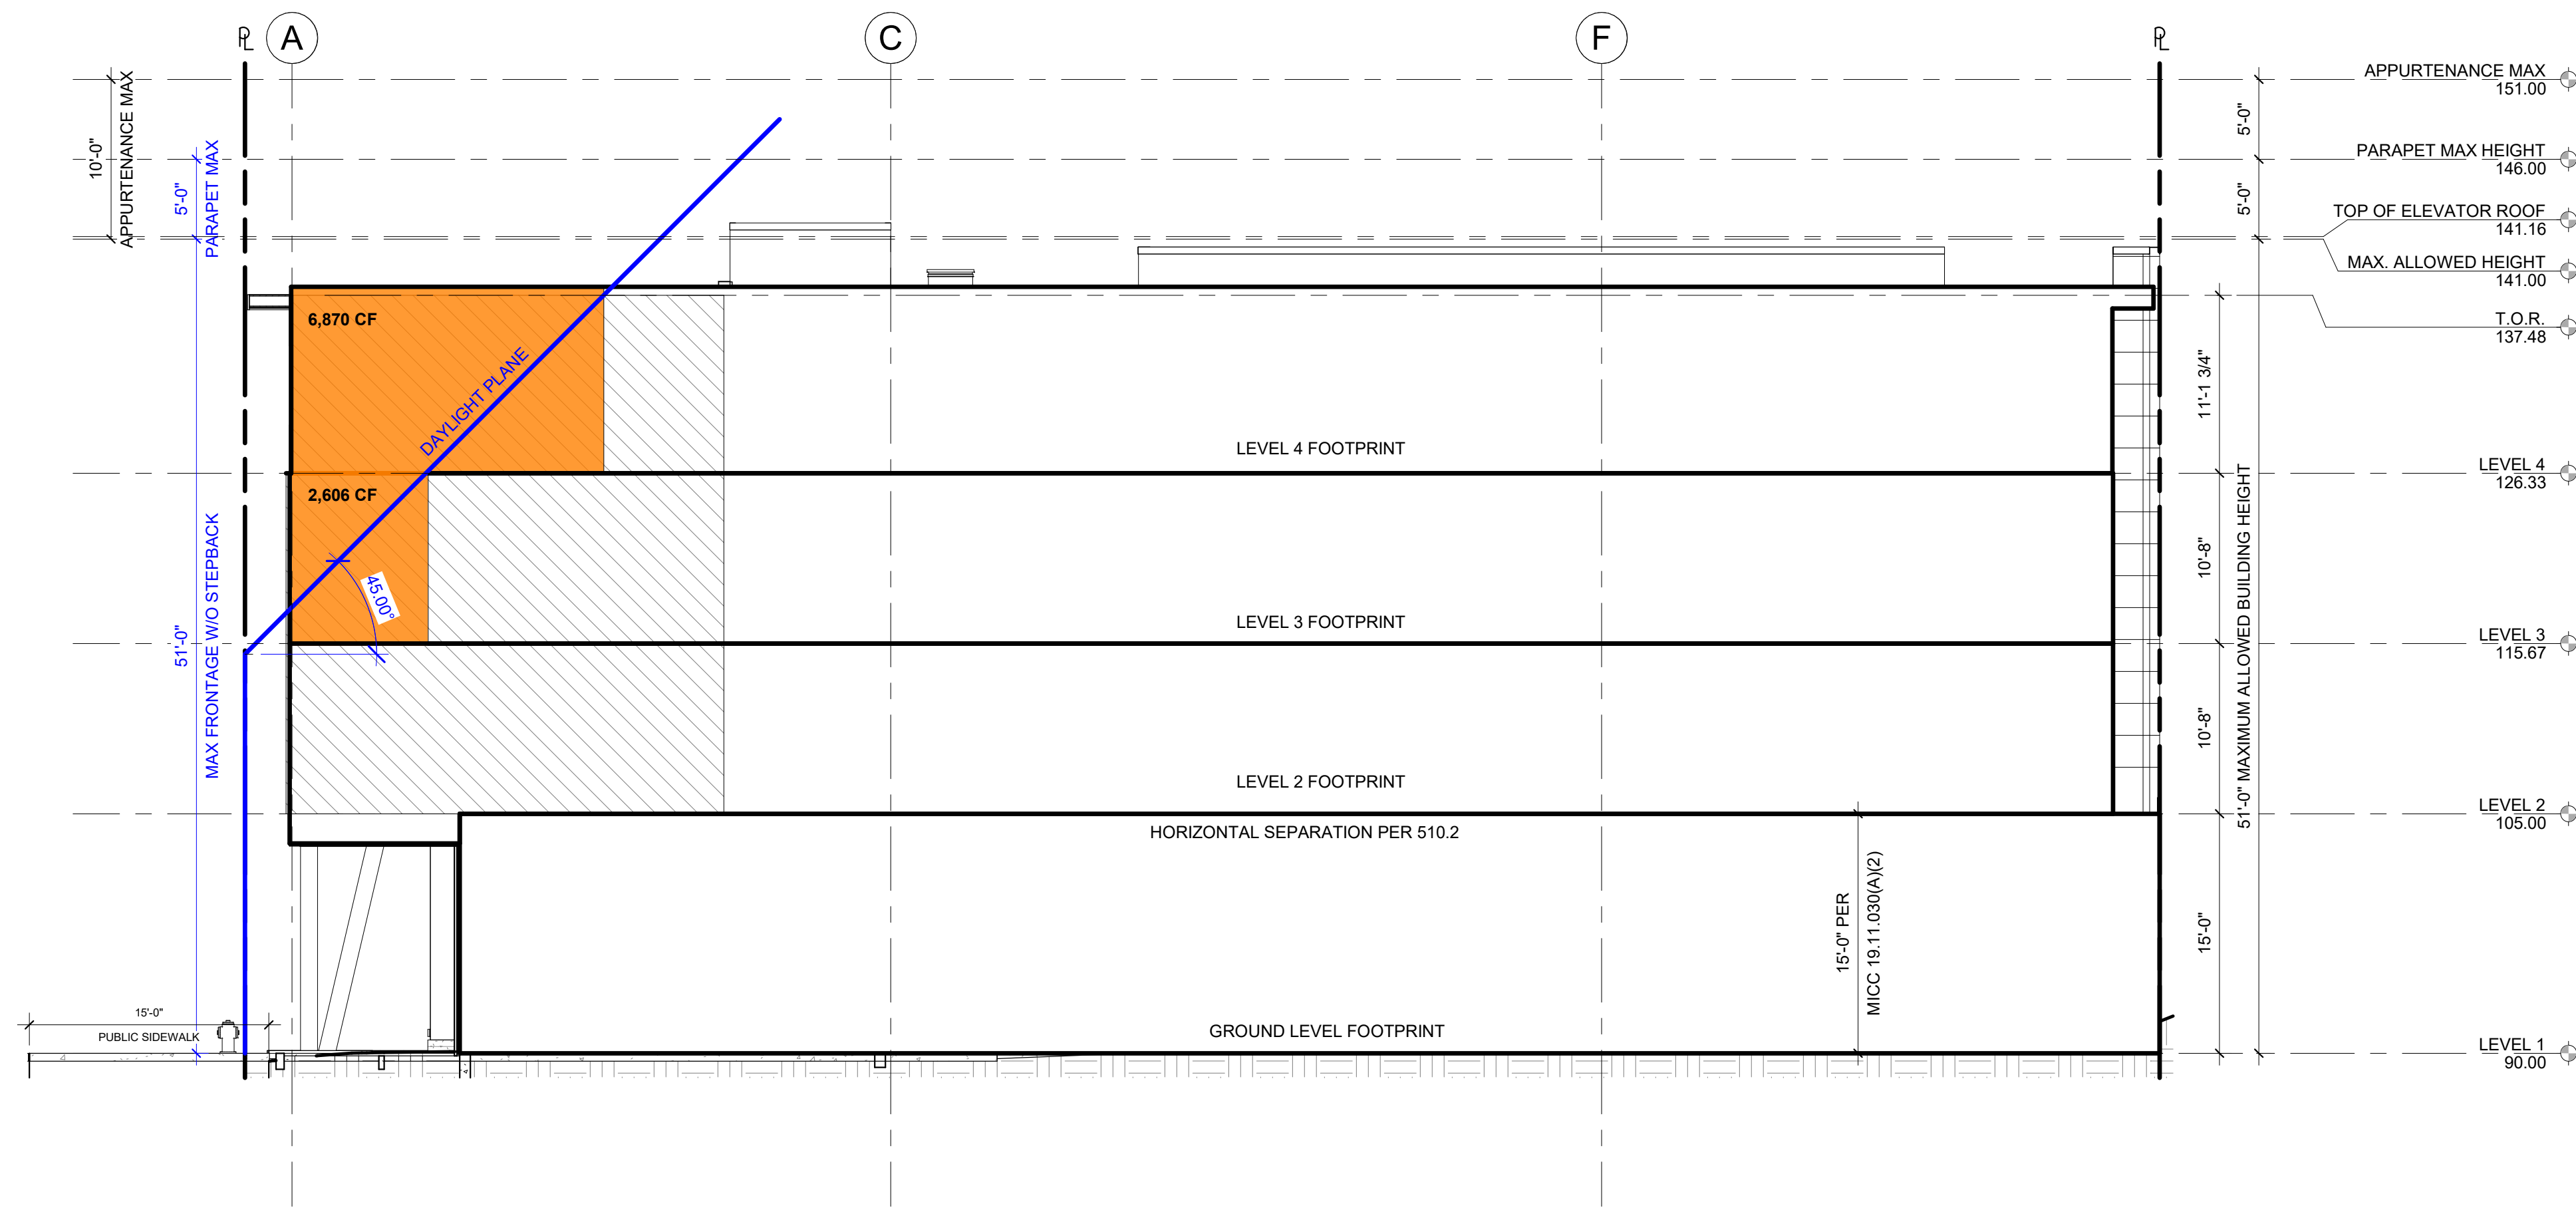 PL
A
C
F
PL
APPURTENANCE MAX
151.00
10'-0"
APPURTENANCE MAX
5'-0"
PARAPET MAX HEIGHT
146.00
5'-0"
PARAPET MAX
5'-0"
TOP OF ELEVATOR ROOF
141.16
MAX. ALLOWED HEIGHT
141.00
T.O.R.
137.48
6,870 CF
DAYLIGHT PLANE
11'-1 3/4"
LEVEL 4 FOOTPRINT
LEVEL 4
126.33
2,606 CF
45.00°
10'-8"
LEVEL 3 FOOTPRINT
LEVEL 3
115.67
51'-0"
MAX FRONTAGE W/O STEPBACK
51'-0" MAXIMUM ALLOWED BUILDING HEIGHT
10'-8"
LEVEL 2 FOOTPRINT
LEVEL 2
105.00
HORIZONTAL SEPARATION PER 510.2
15'-0" PER
MICC 19.11.030(A)(2)
15'-0"
15'-0"
PUBLIC SIDEWALK
GROUND LEVEL FOOTPRINT
LEVEL 1
90.00